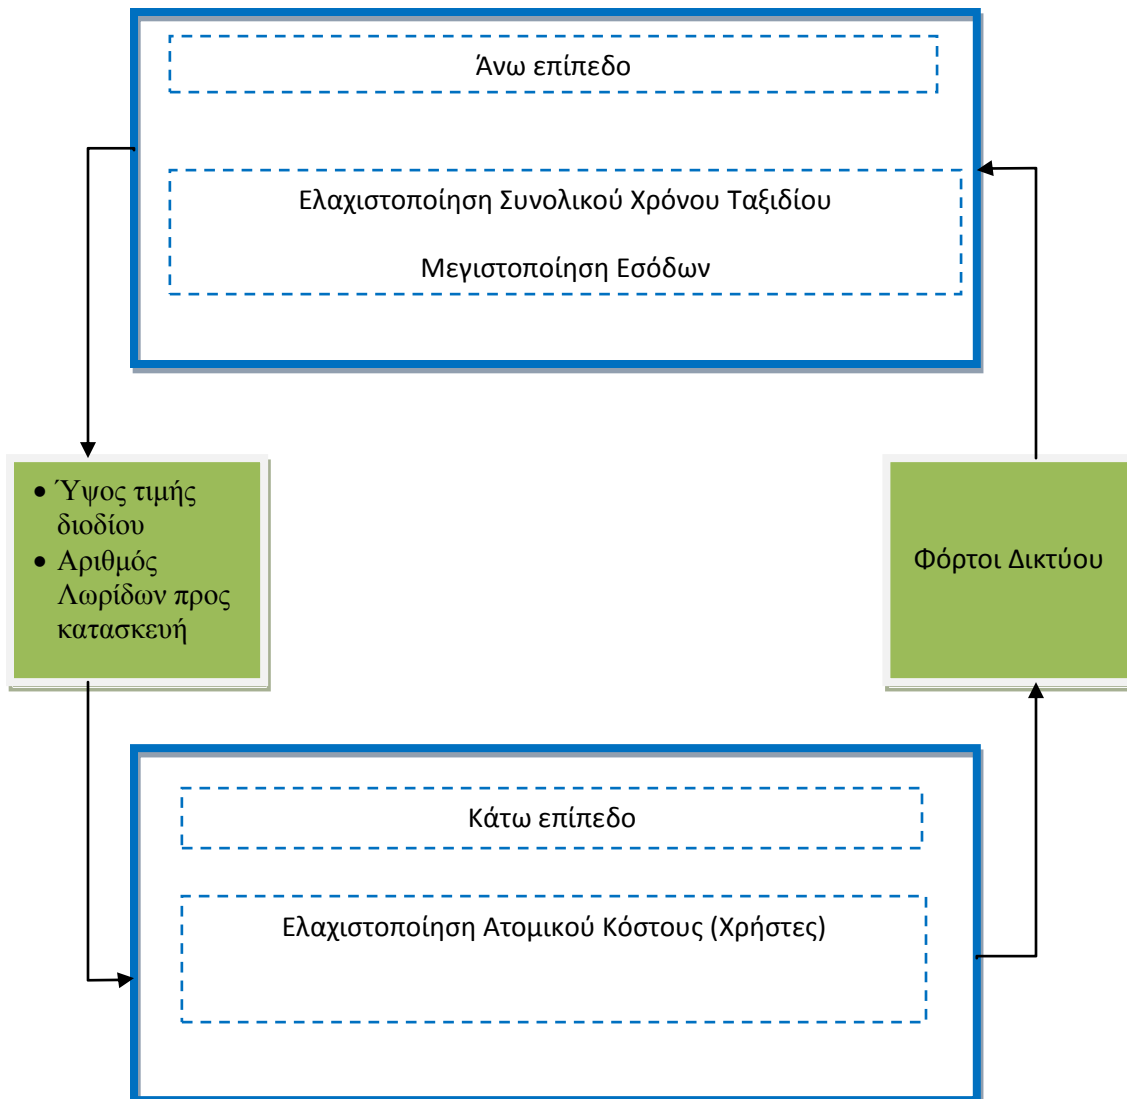 Άνω επίπεδο
Ελαχιστοποίηση Συνολικού Χρόνου Ταξιδίου
Μεγιστοποίηση Εσόδων
• Ύψος τιμής
διοδίου
• Αριθμός
Λωρίδων προς
κατασκευή
Φόρτοι Δικτύου
Κάτω επίπεδο
Ελαχιστοποίηση Ατομικού Κόστους (Χρήστες)